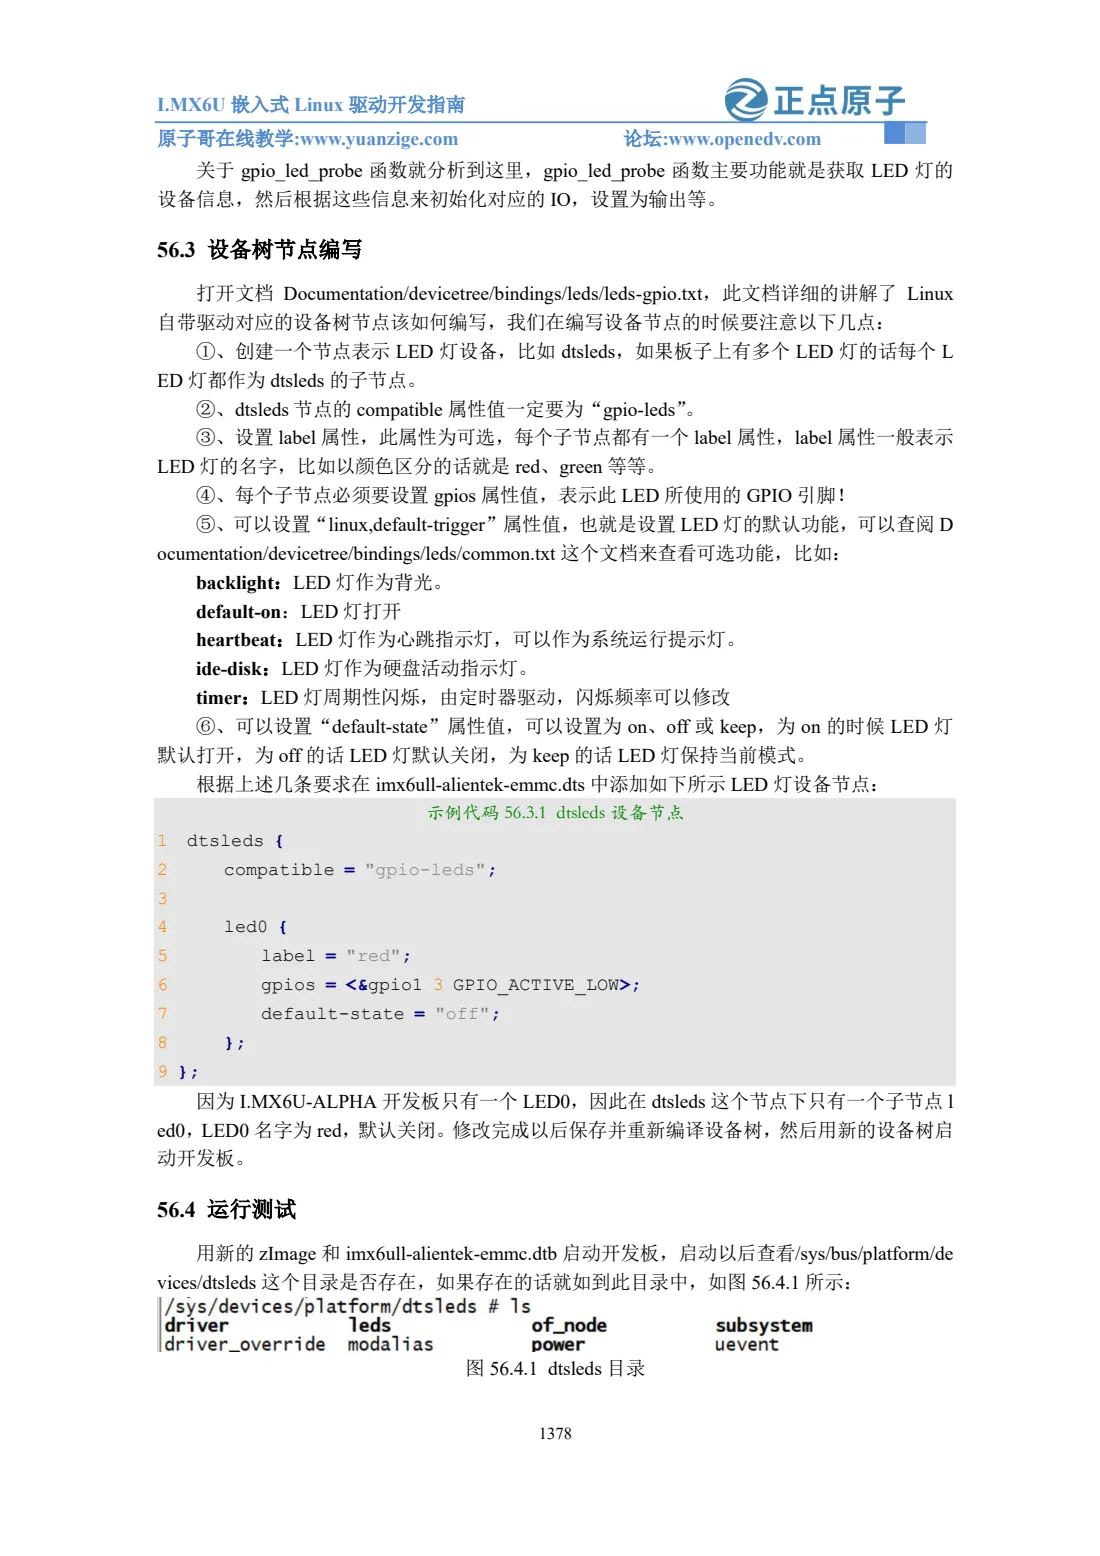 I.MX6U 嵌入式 Linux 驱动开发指南
正点原子
原子哥在线教学:www.yuanzige.com 论坛:www.openedv.com
关于 gpio_led_probe 函数就分析到这里，gpio_led_probe 函数主要功能就是获取 LED 灯的
设备信息，然后根据这些信息来初始化对应的 IO，设置为输出等。
56.3 设备树节点编写
打开文档 Documentation/devicetree/bindings/leds/leds-gpio.txt，此文档详细的讲解了 Linux
自带驱动对应的设备树节点该如何编写，我们在编写设备节点的时候要注意以下几点：
①、创建一个节点表示 LED 灯设备，比如 dtsleds，如果板子上有多个 LED 灯的话每个 L
ED 灯都作为 dtsleds 的子节点。
②、dtsleds 节点的 compatible 属性值一定要为“gpio-leds”。
③、设置 label 属性，此属性为可选，每个子节点都有一个 label 属性，label 属性一般表示
LED 灯的名字，比如以颜色区分的话就是 red、green 等等。
④、每个子节点必须要设置 gpios 属性值，表示此 LED 所使用的 GPIO 引脚！
⑤、可以设置“linux,default-trigger”属性值，也就是设置 LED 灯的默认功能，可以查阅 D
ocumentation/devicetree/bindings/leds/common.txt 这个文档来查看可选功能，比如：
backlight：LED 灯作为背光。
default-on：LED 灯打开
heartbeat：LED 灯作为心跳指示灯，可以作为系统运行提示灯。
ide-disk：LED 灯作为硬盘活动指示灯。
timer：LED 灯周期性闪烁，由定时器驱动，闪烁频率可以修改
⑥、可以设置“default-state”属性值，可以设置为 on、off 或 keep，为 on 的时候 LED 灯
默认打开，为 off 的话 LED 灯默认关闭，为 keep 的话 LED 灯保持当前模式。
根据上述几条要求在 imx6ull-alientek-emmc.dts 中添加如下所示 LED 灯设备节点：
示例代码 56.3.1 dtsleds 设备节点
1 dtsleds {
2 compatible = "gpio-leds";
3
4 led0 {
5 label = "red";
6 gpios = <&gpio1 3 GPIO_ACTIVE_LOW>;
7 default-state = "off";
8 };
9 };
因为 I.MX6U-ALPHA 开发板只有一个 LED0，因此在 dtsleds 这个节点下只有一个子节点 l
ed0，LED0 名字为 red，默认关闭。修改完成以后保存并重新编译设备树，然后用新的设备树启
动开发板。
56.4 运行测试
用新的 zImage 和 imx6ull-alientek-emmc.dtb 启动开发板，启动以后查看/sys/bus/platform/de
vices/dtsleds 这个目录是否存在，如果存在的话就如到此目录中，如图 56.4.1 所示：
/sys/devices/platform/dtsleds # ls
driver leds of_node subsystem
driver_override modalias power uevent
图 56.4.1 dtsleds 目录
1378